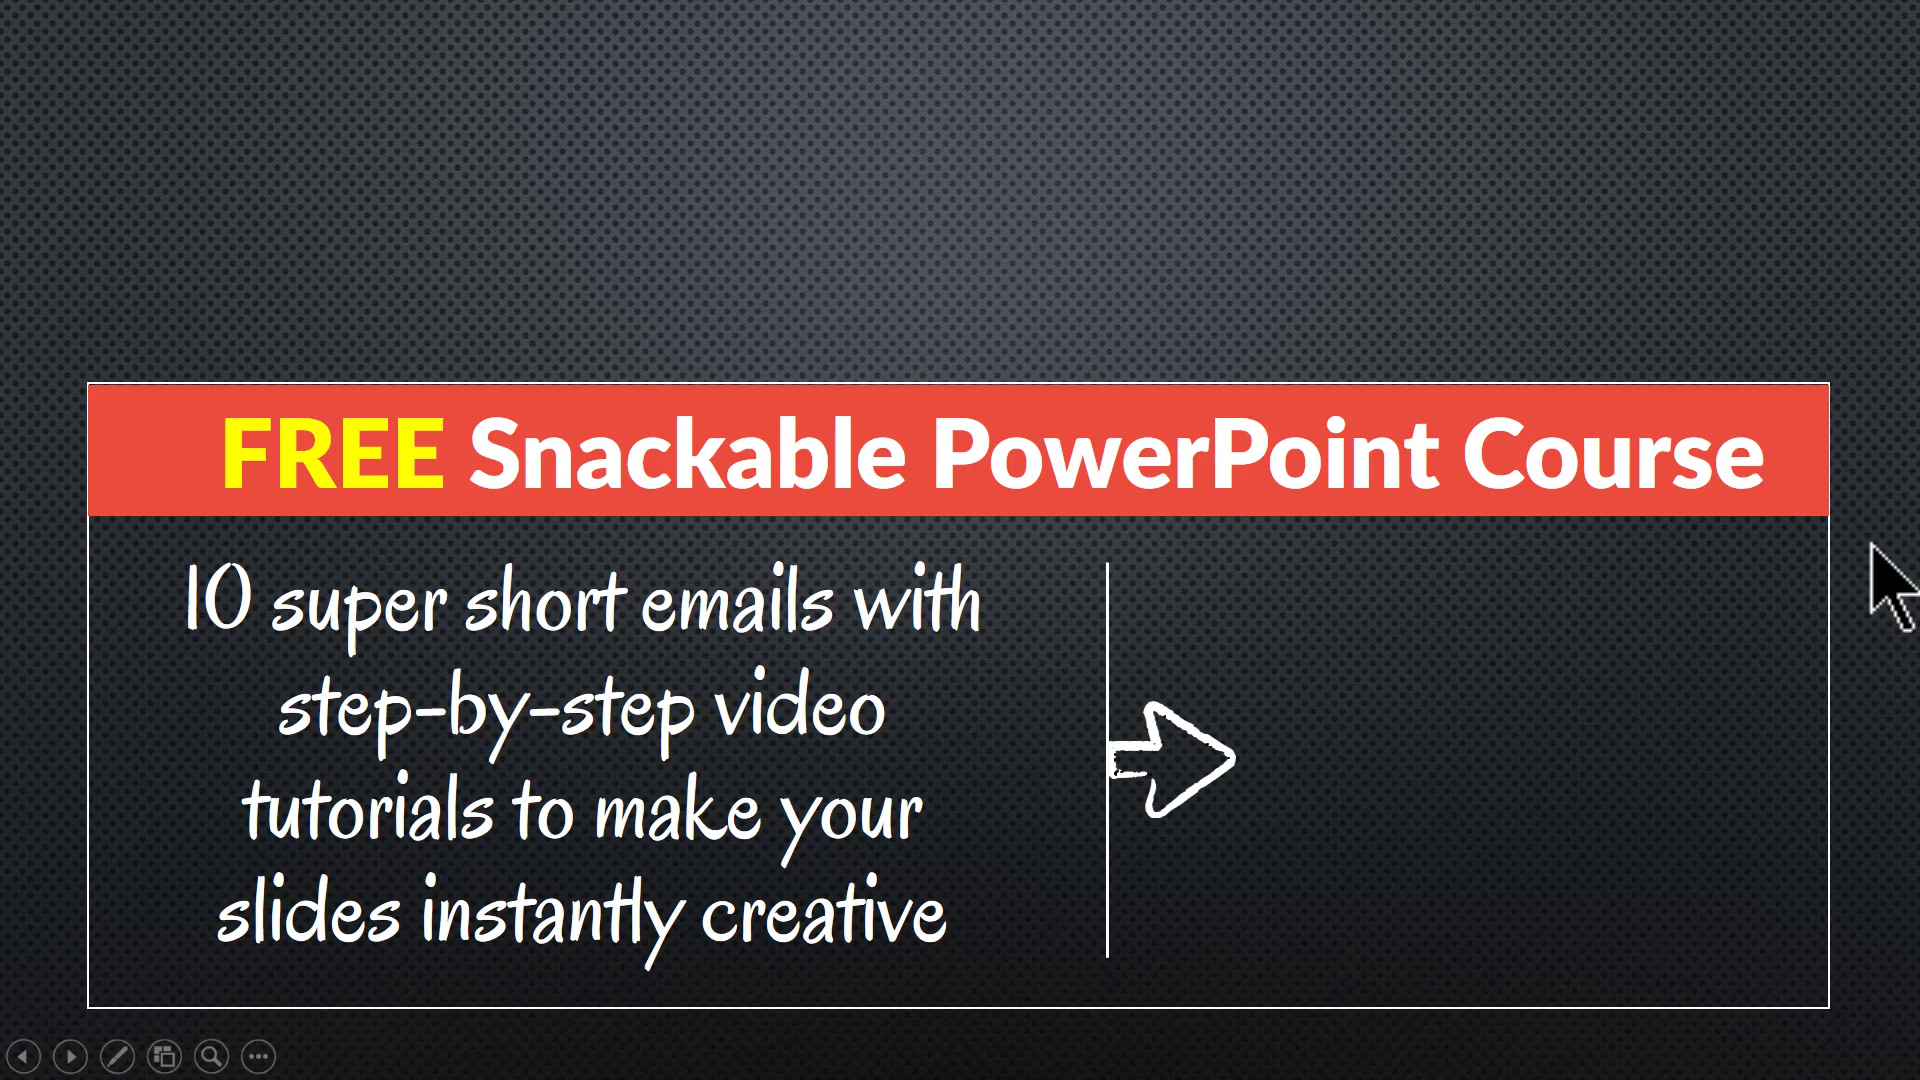 FREE Snackable PowerPoint Course
10 super short emails with
step-by-step video
tutorials to make your
slides instantly creative